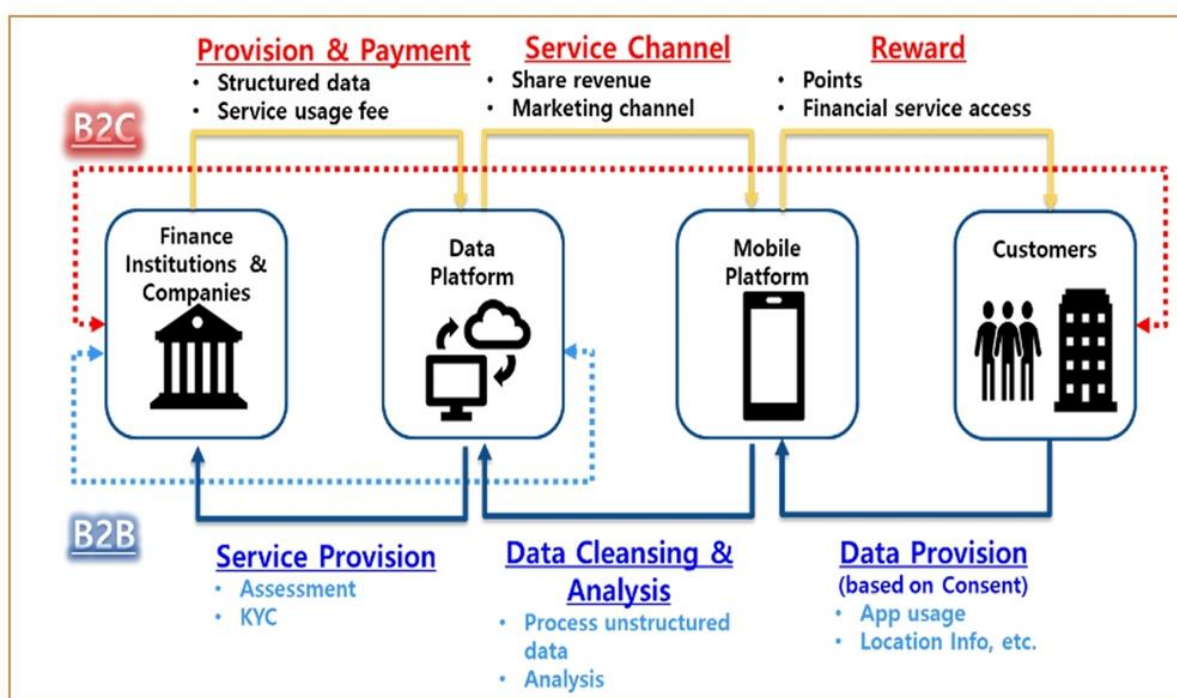 Provision & Payment
• Structured data
• Service usage fee
Service Channel
• Share revenue
• Marketing channel
Reward
• Points
• Financial service access
B2C
Finance
Institutions &
Companies
Data
Platform
Mobile
Platform
Customers
B2B
Service Provision
• Assessment
• KYC
Data Cleansing &
Analysis
• Process unstructured
data
• Analysis
Data Provision
(based on Consent)
• App usage
• Location Info, etc.